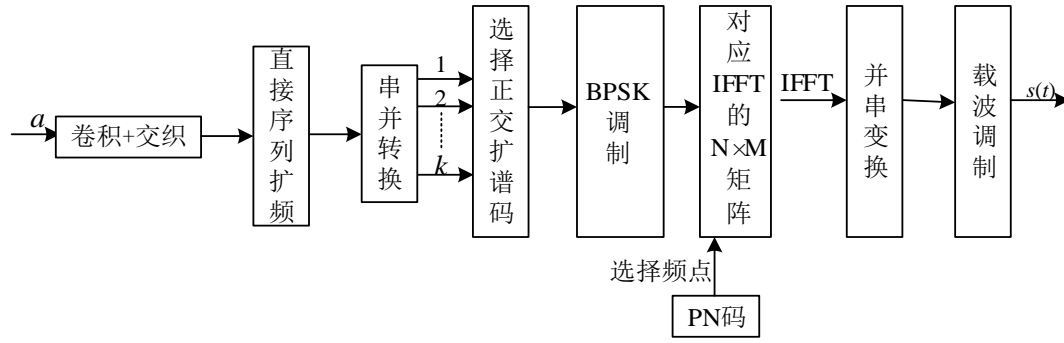 a
卷积+交织
直接序列扩频
串并转换
1
2
k
选择正交扩谱码
BPSK
调制
对应
IFFT
的
N×M
矩阵
IFFT
并串变换
载波调制
s(t)
选择频点
PN码